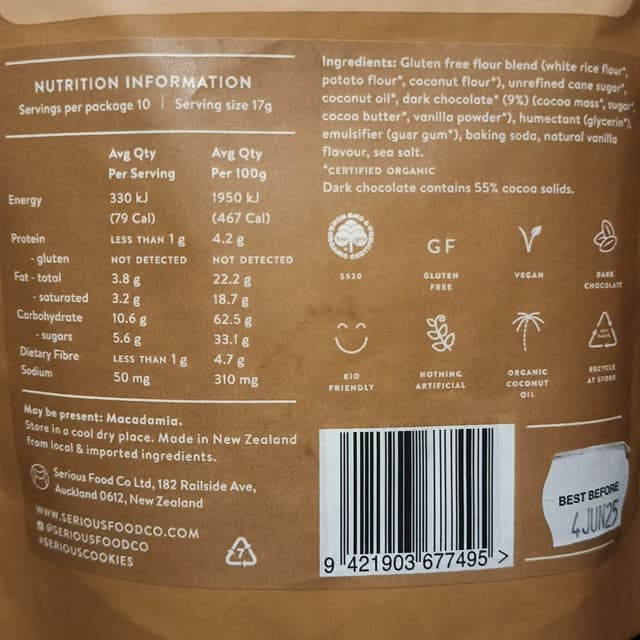 NUTRITION INFORMATION
Servings per package 10 | Serving size 17g
Avg Qty Per Serving Avg Qty Per 100g
Energy 330 kJ 1950 kJ
(79 Cal) (467 Cal)
Protein LESS THAN 1 g 4.2 g
- gluten NOT DETECTED NOT DETECTED
Fat - total 3.8 g 22.2 g
- saturated 3.2 g 18.7 g
Carbohydrate 10.6 g 62.5 g
- sugars 5.6 g 33.1 g
Dietary Fibre LESS THAN 1 g 4.7 g
Sodium 50 mg 310 mg
May be present: Macadamia.
Store in a cool dry place. Made in New Zealand
from local & imported ingredients.
Serious Food Co Ltd, 182 Railside Ave,
Auckland 0612, New Zealand
WWW.SERIOUSFOODCO.COM
@SERIOUSFOODCO
#SERIOUSCOOKIES
7
Ingredients: Gluten free flour blend (white rice flour*,
potato flour*, coconut flour*), unrefined cane sugar*,
coconut oil*, dark chocolate* (9%) (cocoa mass*, sugar*,
cocoa butter*, vanilla powder*), humectant (glycerin*),
emulsifier (guar gum*), baking soda, natural vanilla
flavour, sea salt.
*CERTIFIED ORGANIC
Dark chocolate contains 55% cocoa solids.
5520
GF
GLUTEN
FREE
VEGAN
DARK
CHOCOLATE
KID
FRIENDLY
NOTHING
ARTIFICIAL
ORGANIC
COCONUT
OIL
RECYCLE
AT STORE
9 421903 677495 >
BEST BEFORE
4 JUN25